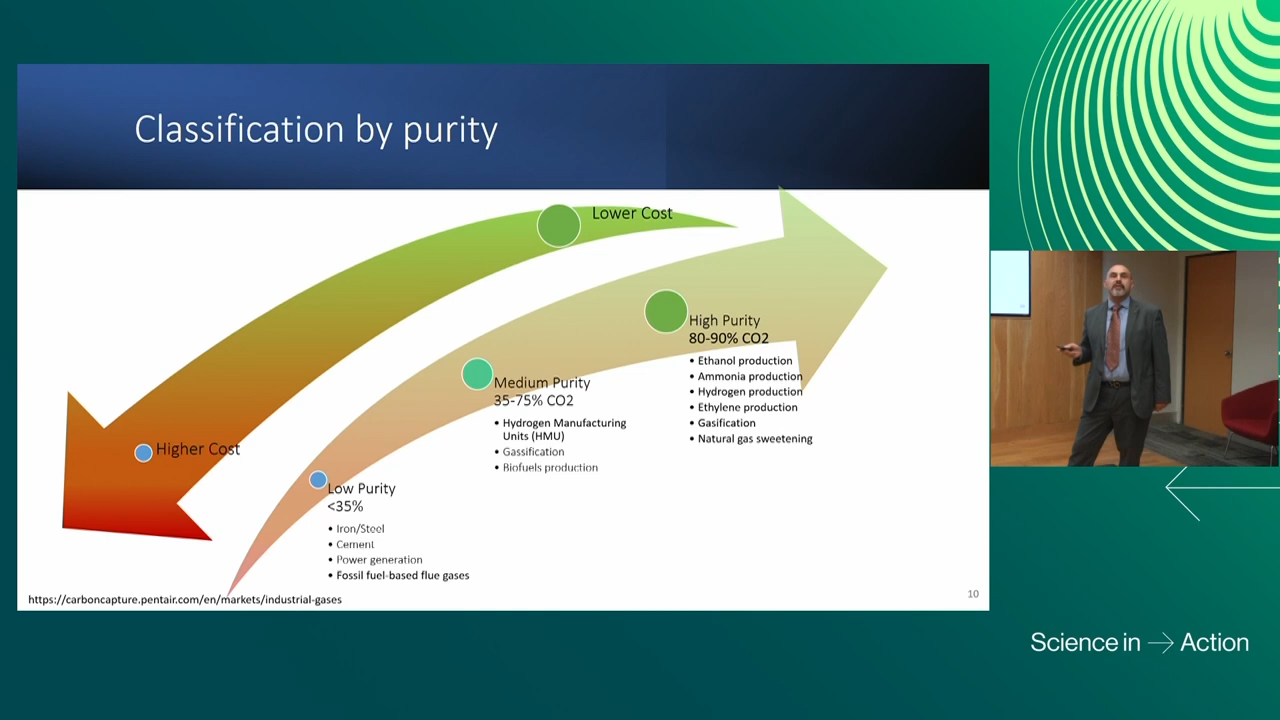 Classification by purity
Lower Cost
Higher Cost
High Purity
80-90% CO2
• Ethanol production
• Ammonia production
• Hydrogen production
• Ethylene production
• Gasification
• Natural gas sweetening
Medium Purity
35-75% CO2
• Hydrogen Manufacturing
Units (HMU)
• Gassification
• Biofuels production
Low Purity
<35%
• Iron/Steel
• Cement
• Power generation
• Fossil fuel-based flue gases
https://carboncapture.pentair.com/en/markets/industrial-gases
10
Science in → Action